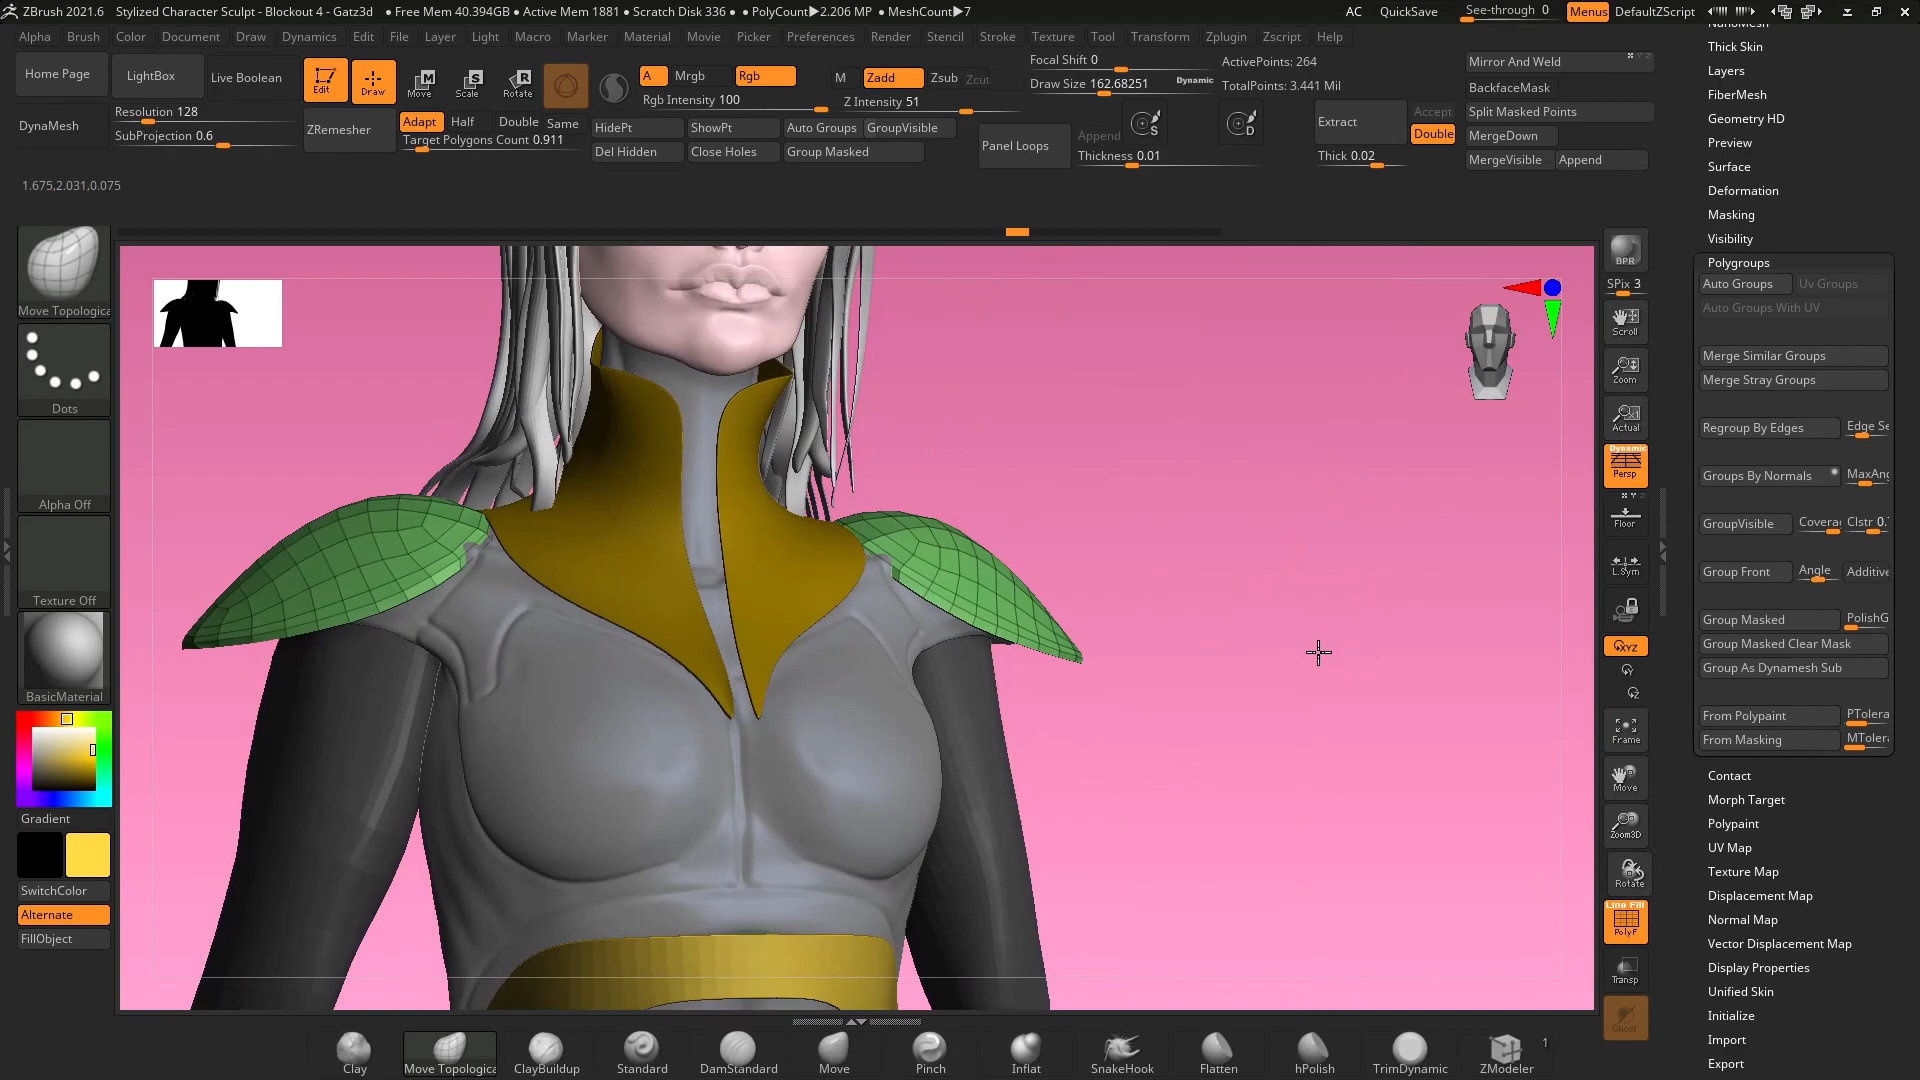 ZBrush 2021.6 Stylized Character Sculpt - Blockout 4 - Gatz3d ● Free Mem 40.394GB ● Active Mem 1881 ● Scratch Disk 336 ● PolyCount▶2.206 MP ● MeshCount▶7 AC QuickSave See-through 0 Menus DefaultZScript
Alpha Brush Color Document Draw Dynamics Edit File Layer Light Macro Marker Material Movie Picker Preferences Render Stencil Stroke Texture Tool Transform Zplugin Zscript Help
Home Page LightBox Live Boolean Edit Draw Move Scale Rotate
A Mrgb Rgb M Zadd Zsub Zcut
Rgb Intensity 100 Z Intensity 51
Focal Shift 0 ActivePoints: 264
Draw Size 162.68251 Dynamic TotalPoints: 3.441 Mil
DynaMesh Resolution 128
SubProjection 0.6
ZRemesher Adapt Half Double Same
Target Polygons Count 0.911
HidePt ShowPt Auto Groups GroupVisible
Del Hidden Close Holes Group Masked
Panel Loops Append
Thickness 0.01
S D
Extract Accept
Double
Thick 0.02
Mirror And Weld
BackfaceMask
Split Masked Points
MergeDown
MergeVisible Append
1.675,2.031,0.075
Move Topologica
Dots
Alpha Off
Texture Off
BasicMaterial
Gradient
SwitchColor
Alternate
FillObject
BPR
SPix 3
Scroll
Zoom
Actual
Dynamic
Persp
Floor
L.Sym
XYZ
Y
Z
Frame
Move
Zoom3D
Rotate
Line Fill
PolyF
Transp
Ghost
Thick Skin
Layers
FiberMesh
Geometry HD
Preview
Surface
Deformation
Masking
Visibility
Polygroups
Auto Groups Uv Groups
Auto Groups With UV
Merge Similar Groups
Merge Stray Groups
Regroup By Edges Edge Se
Groups By Normals MaxAng
GroupVisible Covera Clstr 0.
Group Front Angle Additive
Group Masked PolishG
Group Masked Clear Mask
Group As Dynamesh Sub
From Polypaint PTolera
From Masking MTolera
Contact
Morph Target
Polypaint
UV Map
Texture Map
Displacement Map
Normal Map
Vector Displacement Map
Display Properties
Unified Skin
Initialize
Import
Export
Clay Move Topologica ClayBuildup Standard DamStandard Move Pinch Inflat SnakeHook Flatten hPolish TrimDynamic ZModeler 1